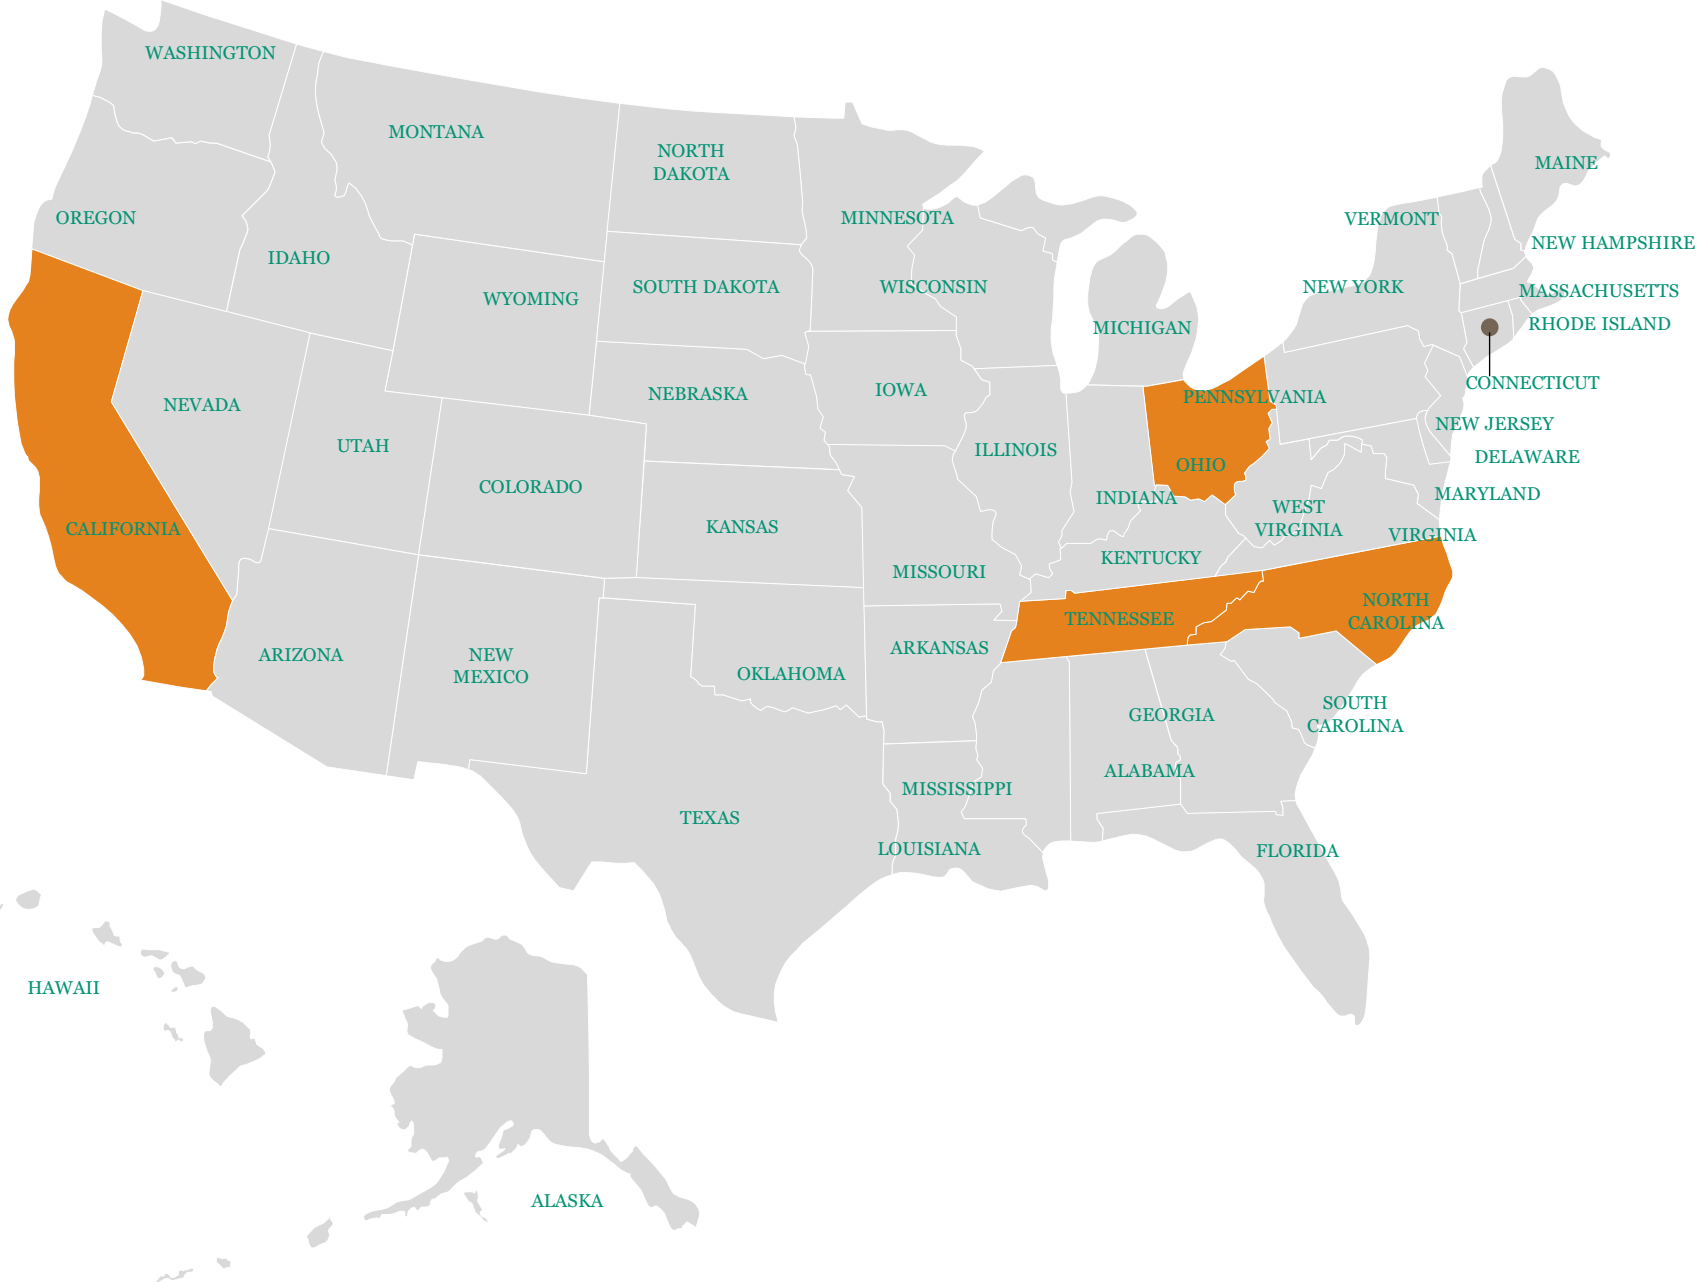 WASHINGTON
MONTANA
NORTH
DAKOTA
MAINE
OREGON
MINNESOTA
VERMONT
NEW HAMPSHIRE
IDAHO
WYOMING
SOUTH DAKOTA
WISCONSIN
NEW YORK
MASSACHUSETTS
MICHIGAN
RHODE ISLAND
CONNECTICUT
NEVADA
NEBRASKA
IOWA
PENNSYLVANIA
NEW JERSEY
UTAH
ILLINOIS
OHIO
DELAWARE
COLORADO
INDIANA
MARYLAND
CALIFORNIA
KANSAS
WEST
VIRGINIA
VIRGINIA
MISSOURI
KENTUCKY
NORTH
CAROLINA
TENNESSEE
ARIZONA
NEW
MEXICO
ARKANSAS
OKLAHOMA
GEORGIA
SOUTH
CAROLINA
ALABAMA
MISSISSIPPI
TEXAS
LOUISIANA
FLORIDA
HAWAII
ALASKA